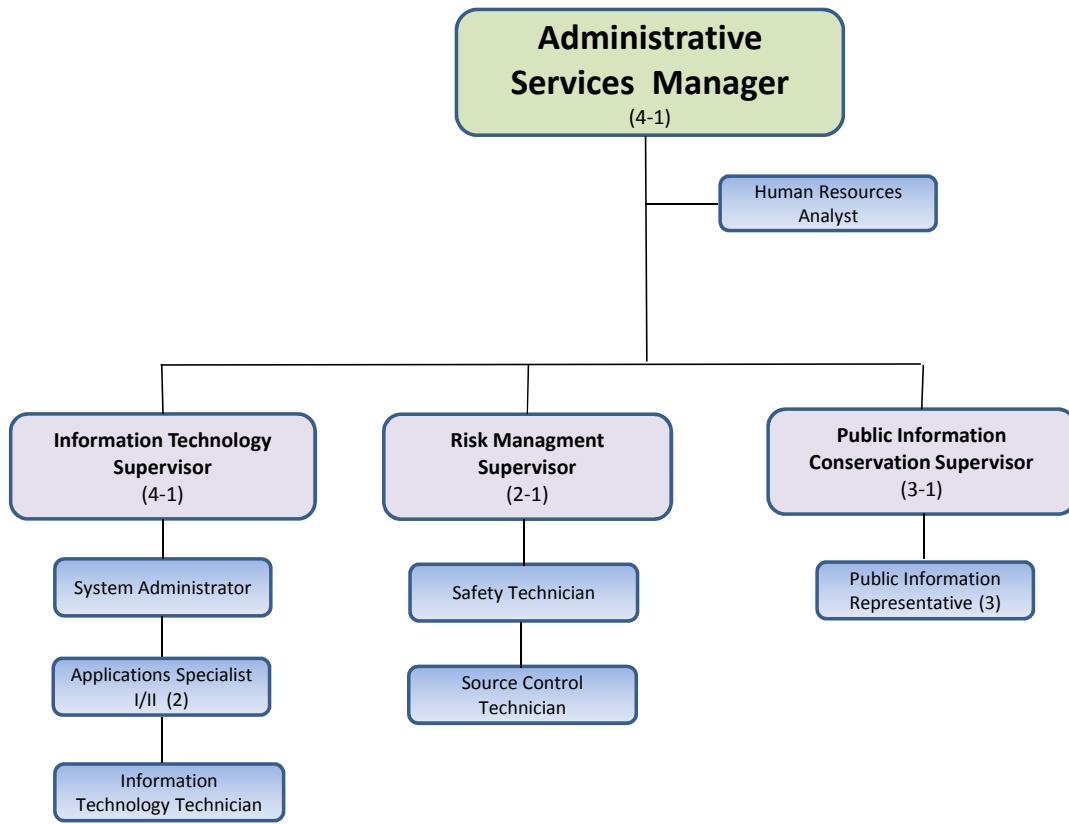 Administrative
Services Manager
(4-1)
Human Resources
Analyst
Information Technology
Supervisor
(4-1)
Risk Managment
Supervisor
(2-1)
Public Information
Conservation Supervisor
(3-1)
System Administrator
Safety Technician
Public Information
Representative (3)
Applications Specialist
I/II (2)
Source Control
Technician
Information
Technology Technician